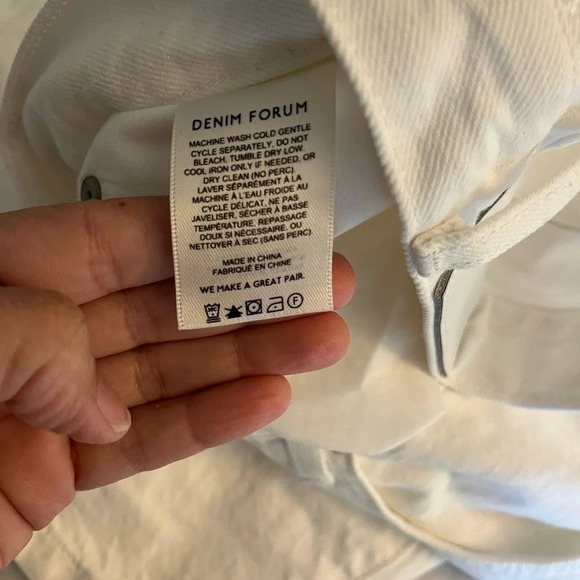 DENIM FORUM
MACHINE WASH COLD GENTLE
CYCLE SEPARATELY, DO NOT
BLEACH, TUMBLE DRY LOW.
COOL IRON ONLY IF NEEDED, OR
DRY CLEAN (NO PERC)
LAVER SÉPARÉMENT À LA
MACHINE À L'EAU FROIDE AU
CYCLE DÉLICAT, NE PAS
JAVELISER, SÉCHER À BASSE
TEMPÉRATURE, REPASSAGE
DOUX SI NÉCESSAIRE, OU
NETTOYER À SEC (SANS PERC)
MADE IN CHINA
FABRIQUÉ EN CHINE
WE MAKE A GREAT PAIR.
F